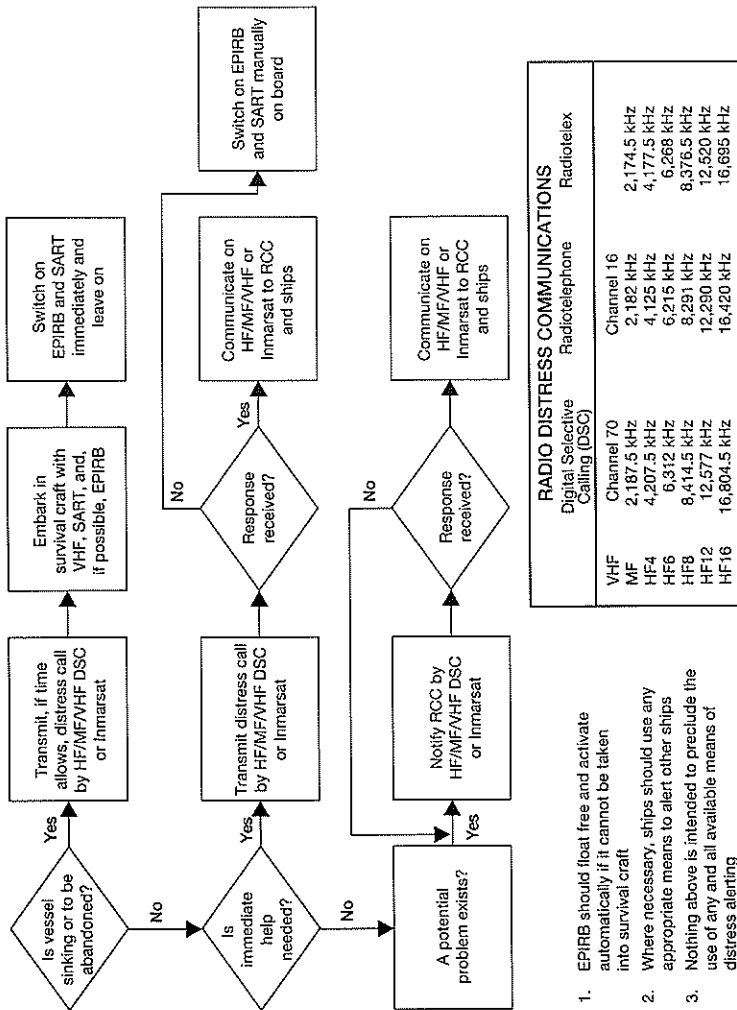 Is vessel
sinking or to be
abandoned?
Yes
No
Transmit, if time
allows, distress call
by HF/MF/VHF DSC
or Inmarsat
Embark in
survival craft with
VHF, SART, and,
if possible, EPIRB
Switch on
EPIRB and SART
immediately and
leave on
Is
immediate
help
needed?
Yes
No
Transmit distress call
by HF/MF/VHF DSC
or Inmarsat
Response
received?
No
Yes
Communicate on
HF/MF/VHF or
Inmarsat to RCC
and ships
Switch on EPIRB
and SART manually
on board
A potential
problem exists?
Yes
Notify RCC by
HF/MF/VHF DSC
or Inmarsat
Response
received?
No
Communicate on
HF/MF/VHF or
Inmarsat to RCC
and ships
1. EPIRB should float free and activate
automatically if it cannot be taken
into survival craft
2. Where necessary, ships should use any
appropriate means to alert other ships
3. Nothing above is intended to preclude the
use of any and all available means of
distress alerting
RADIO DISTRESS COMMUNICATIONS
Digital Selective
Calling (DSC) Radiotelephone Radiotelex
VHF Channel 70 Channel 16
MF 2,187.5 kHz 2,182 kHz 2,174.5 kHz
HF4 4,207.5 kHz 4,125 kHz 4,177.5 kHz
HF6 6,312 kHz 6,215 kHz 6,268 kHz
HF8 8,414.5 kHz 8,291 kHz 8,376.5 kHz
HF12 12,577 kHz 12,290 kHz 12,520 kHz
HF16 16,804.5 kHz 16,420 kHz 16,695 kHz